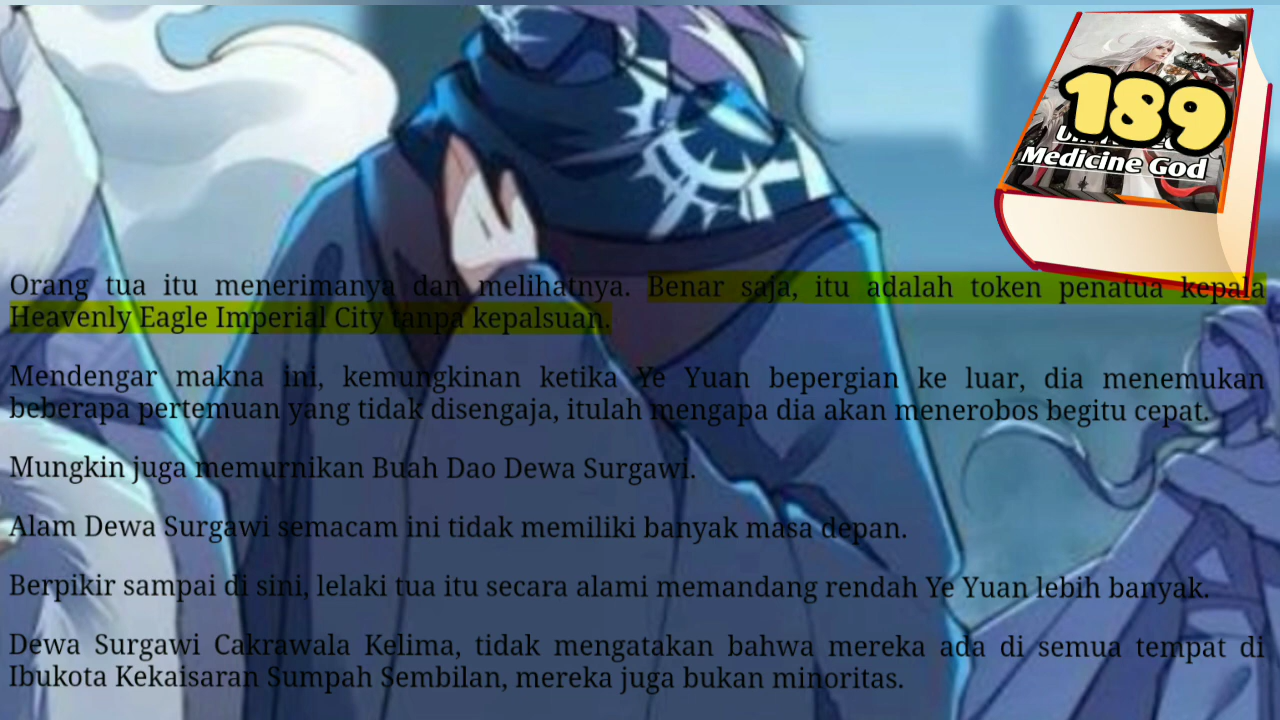 189
Medicine God
Orang tua itu menerimanya dan melihatnya. Benar saja, itu adalah token penatua kepala
Heavenly Eagle Imperial City tanpa kepalsuan.
Mendengar makna ini, kemungkinan ketika Ye Yuan bepergian ke luar, dia menemukan
beberapa pertemuan yang tidak disengaja, itulah mengapa dia akan menerobos begitu cepat.
Mungkin juga memurnikan Buah Dao Dewa Surgawi.
Alam Dewa Surgawi semacam ini tidak memiliki banyak masa depan.
Berpikir sampai di sini, lelaki tua itu secara alami memandang rendah Ye Yuan lebih banyak.
Dewa Surgawi Cakrawala Kelima, tidak mengatakan bahwa mereka ada di semua tempat di
Ibukota Kekaisaran Sumpah Sembilan, mereka juga bukan minoritas.